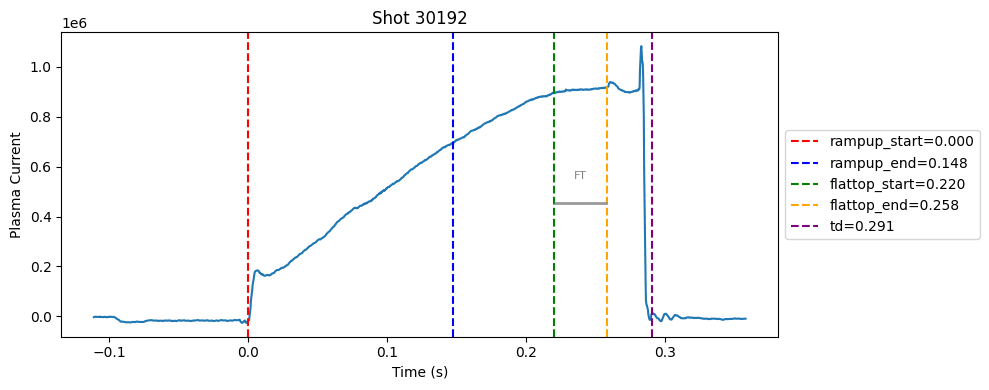 Shot 30192
1e6
Plasma Current
1.0
0.8
0.6
0.4
0.2
0.0
FT
−0.1
0.0
0.1
0.2
0.3
Time (s)
rampup_start=0.000
rampup_end=0.148
flattop_start=0.220
flattop_end=0.258
td=0.291